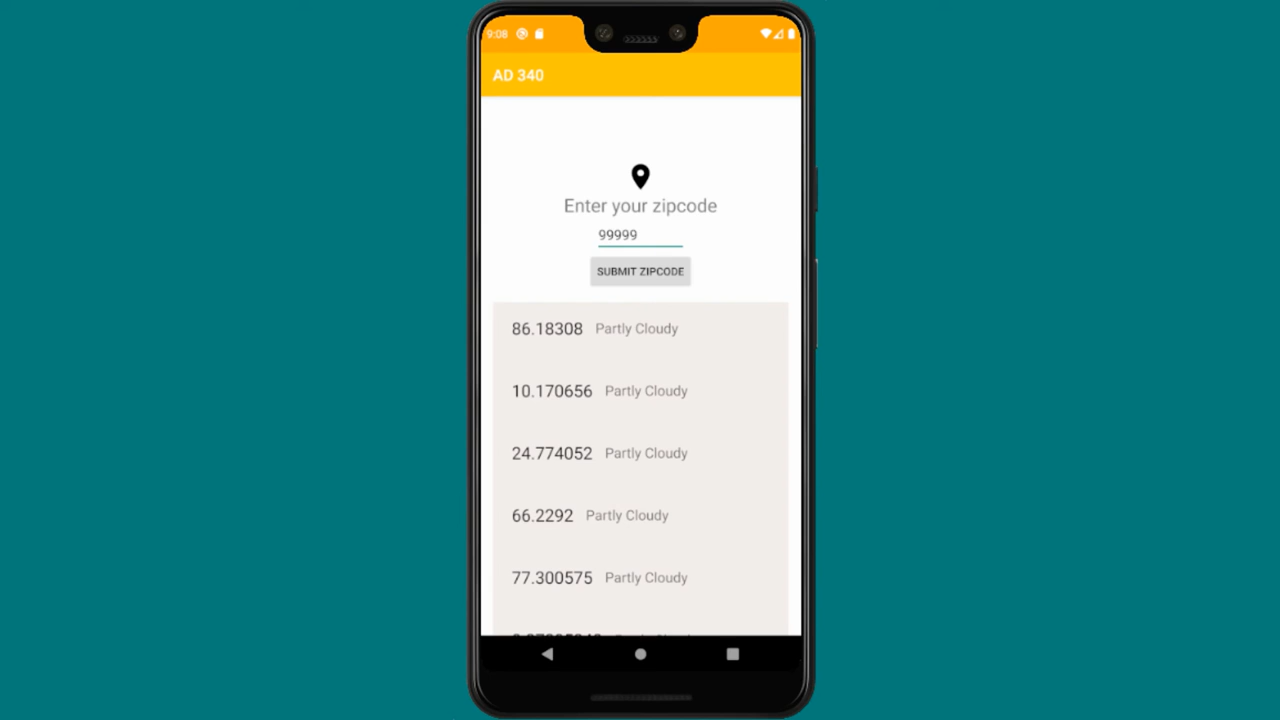 9:08
AD 340
Enter your zipcode
99999
SUBMIT ZIPCODE
86.18308 Partly Cloudy
10.170656 Partly Cloudy
24.774052 Partly Cloudy
66.2292 Partly Cloudy
77.300575 Partly Cloudy